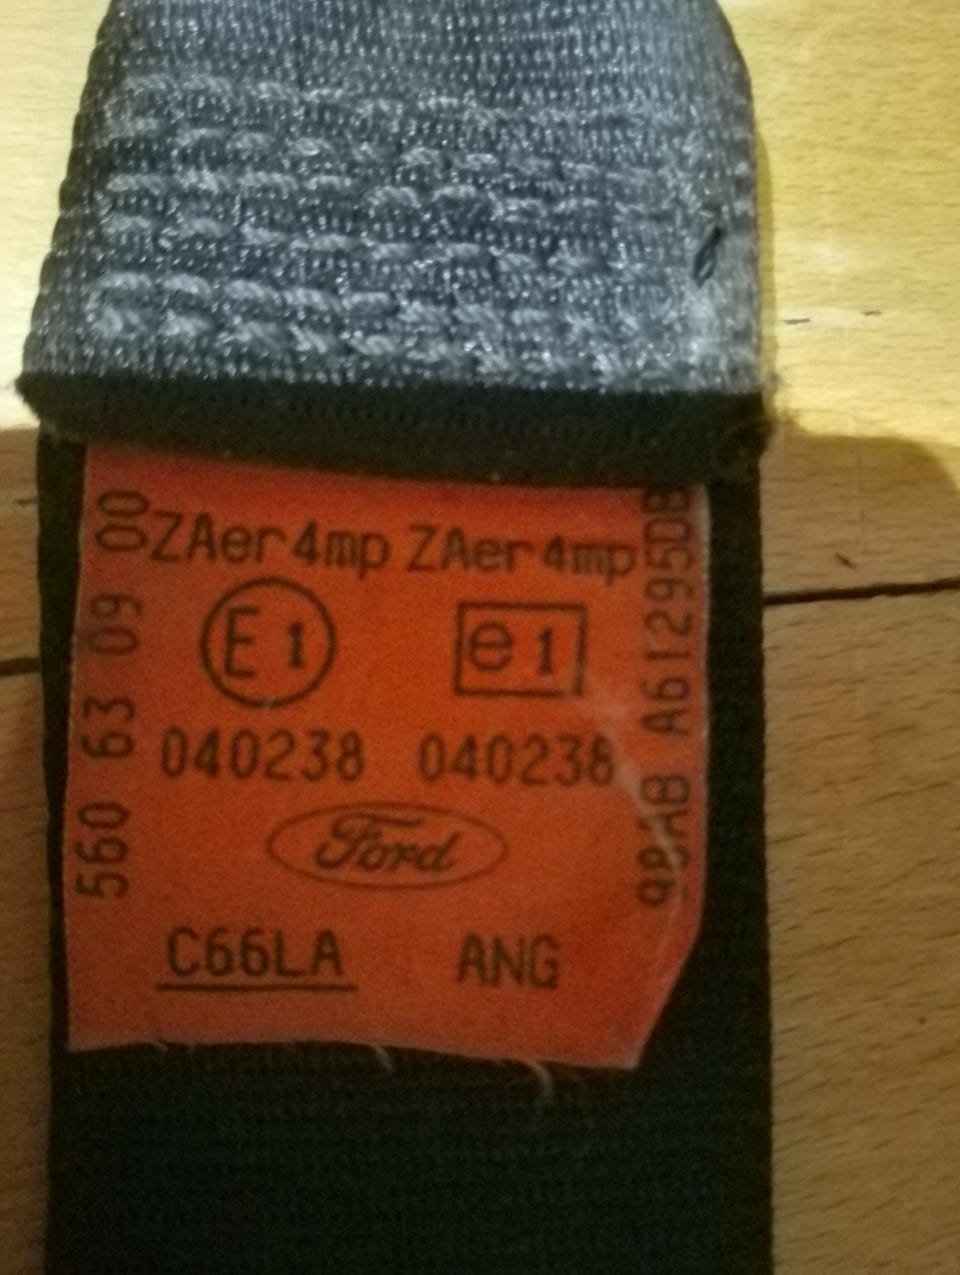 ZAer4mp ZAer4mp
E1 e1
040238 040238
Ford
C66LA ANG
560 63 09 00
98AB A61295DB